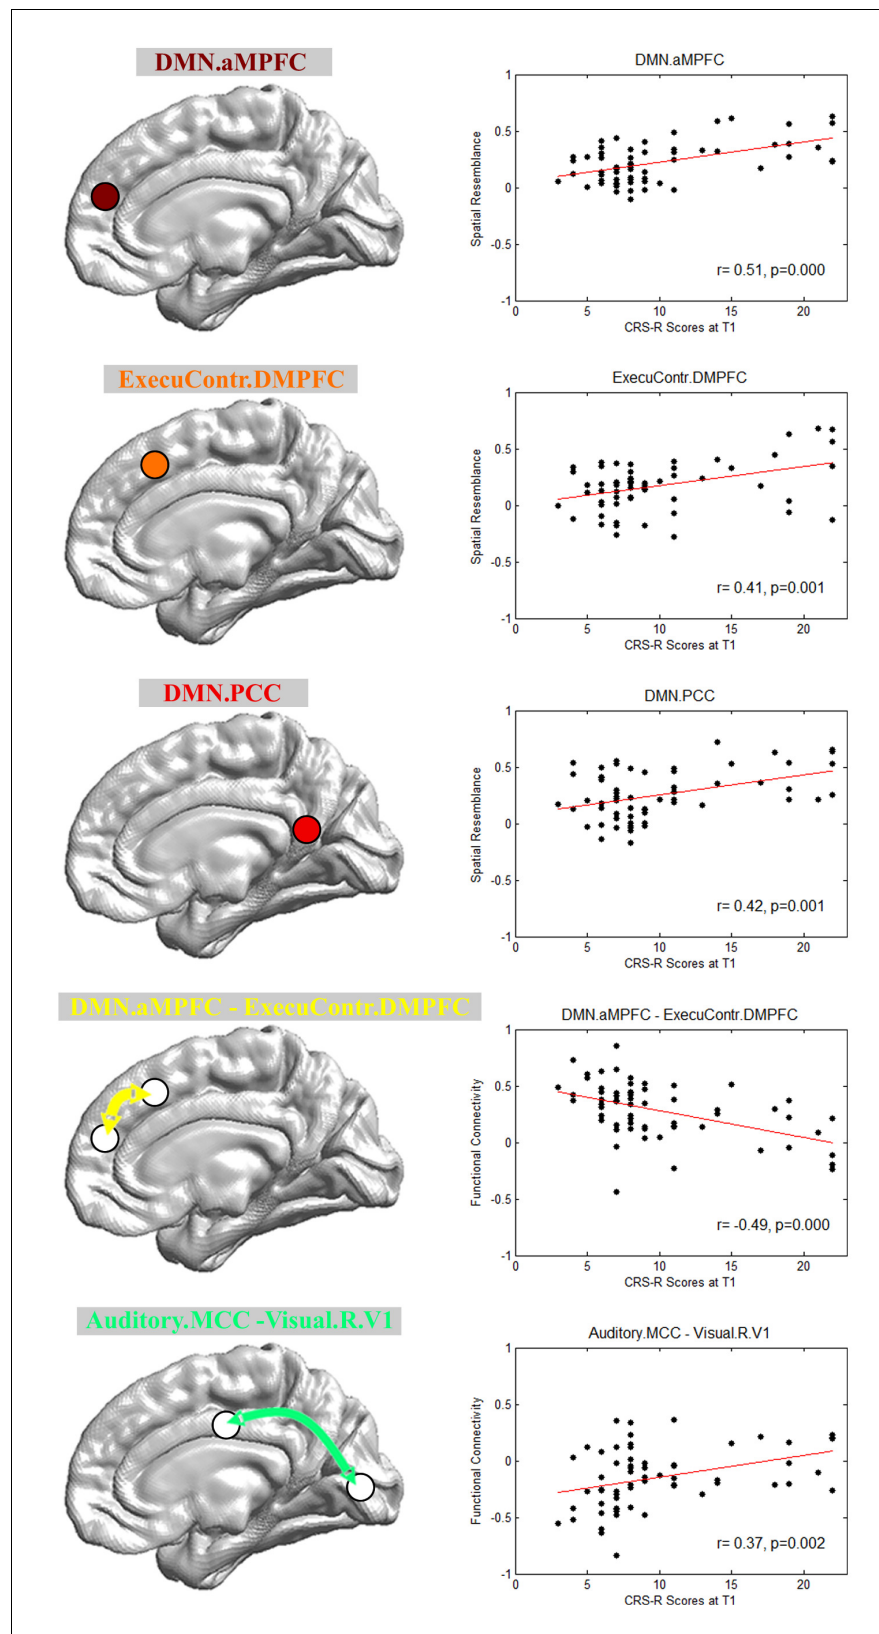 DMN.aMPFC
DMN.aMPFC
1
0.5
0
-0.5
-1
Spatial Resemblance
r= 0.51, p=0.000
0 5 10 15 20
CRS-R Scores at T1
ExecuContr.DMPFC
ExecuContr.DMPFC
1
0.5
0
-0.5
-1
Spatial Resemblance
r= 0.41, p=0.001
0 5 10 15 20
CRS-R Scores at T1
DMN.PCC
DMN.PCC
1
0.5
0
-0.5
-1
Spatial Resemblance
r= 0.42, p=0.001
0 5 10 15 20
CRS-R Scores at T1
DMN.aMPFC - ExecuContr.DMPFC
DMN.aMPFC - ExecuContr.DMPFC
1
0.5
0
-0.5
-1
Functional Connectivity
r= -0.49, p=0.000
0 5 10 15 20
CRS-R Scores at T1
Auditory.MCC -Visual.R.V1
Auditory.MCC - Visual.R.V1
1
0.5
0
-0.5
-1
Functional Connectivity
r= 0.37, p=0.002
0 5 10 15 20
CRS-R Scores at T1